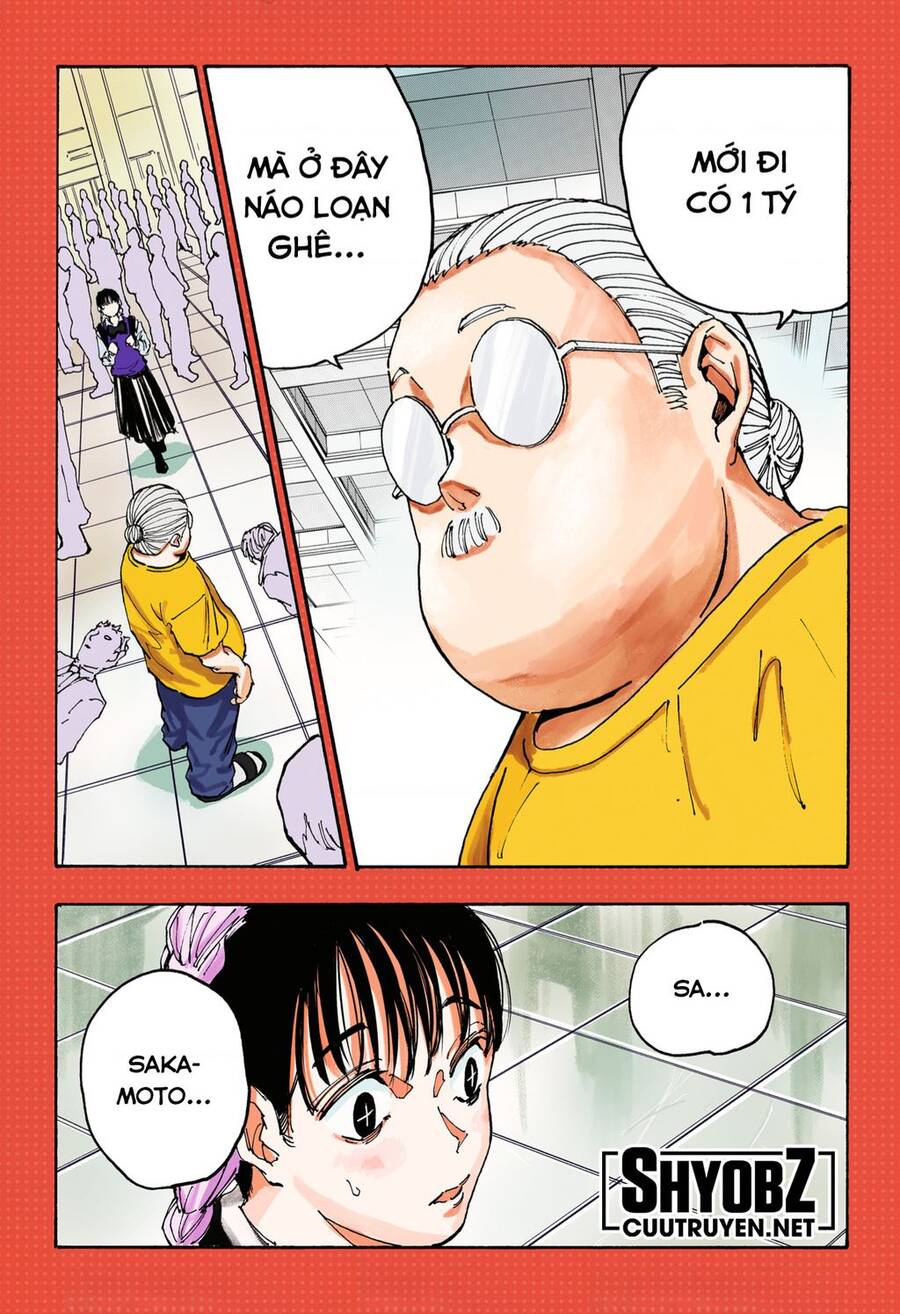 MỚI ĐI
CÓ 1 TÝ
MÀ Ở ĐÂY
NÁO LOẠN
GHÊ...
SA...
SAKA-
MOTO...
SHYOBZ
CUUTRUYEN.NET